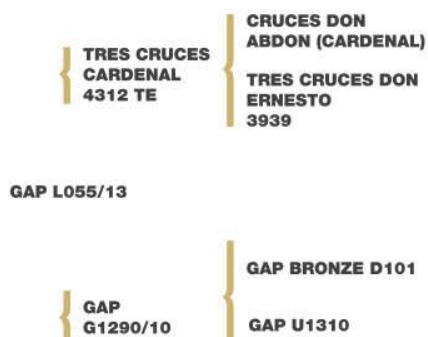 CRUCES DON
ABDON (CARDENAL)
TRES CRUCES
CARDENAL
4312 TE
TRES CRUCES DON
ERNESTO
3939
GAP L055/13
GAP BRONZE D101
GAP
G1290/10
GAP U1310